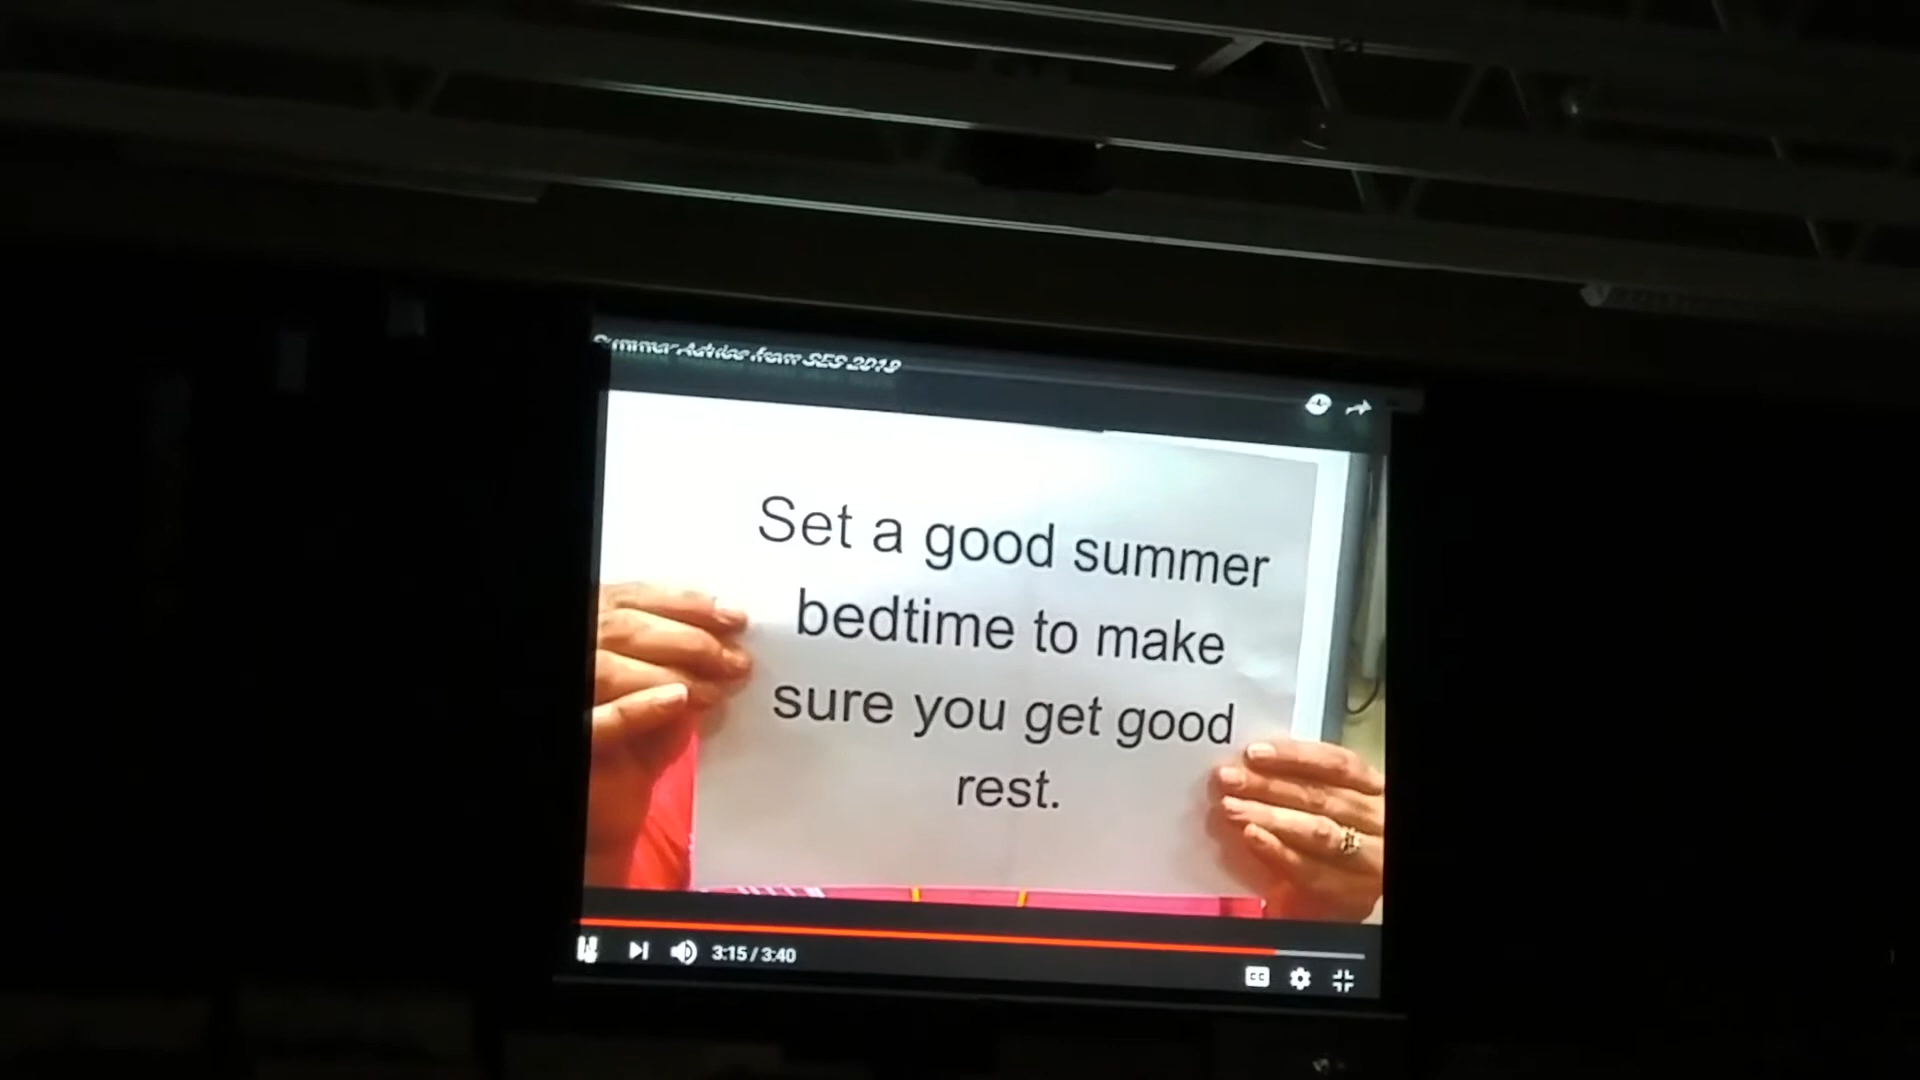 Summer Advice from SES 2019
Set a good summer
bedtime to make
sure you get good
rest.
3:15 / 3:40
CC